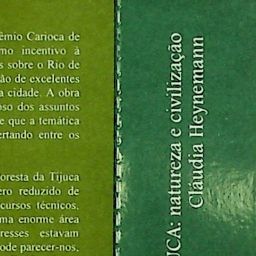 êmio Carioca de
mo incentivo à
s sobre o Rio de
ão de excelentes
a cidade. A obra
oso dos assuntos
e que a temática
ertando entre os
oresta da Tijuca
ero reduzido de
cursos técnicos,
ma enorme área
resses estavam
ode parecer-nos,
UCA: natureza e civilização
Cláudia Heynemann